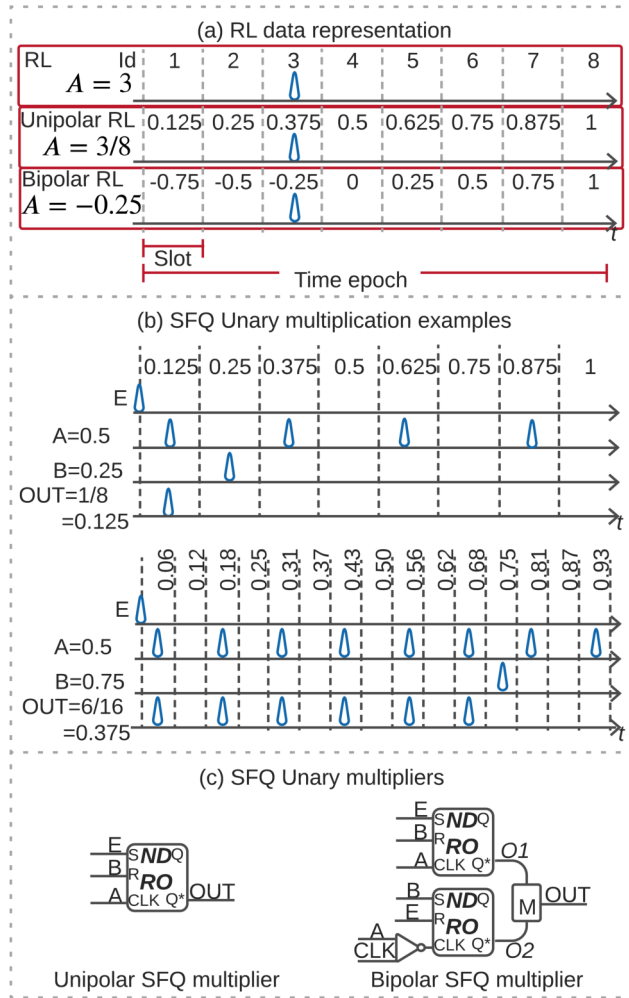 (a) RL data representation
RL Id 1 2 3 4 5 6 7 8
A = 3
Unipolar RL 0.125 0.25 0.375 0.5 0.625 0.75 0.875 1
A = 3/8
Bipolar RL -0.75 -0.5 -0.25 0 0.25 0.5 0.75 1
A = −0.25
t
Slot
Time epoch
(b) SFQ Unary multiplication examples
0.125 0.25 0.375 0.5 0.625 0.75 0.875 1
E
A=0.5
B=0.25
OUT=1/8
=0.125
t
0.06 0.12 0.18 0.25 0.31 0.37 0.43 0.50 0.56 0.62 0.68 0.75 0.81 0.87 0.93
E
A=0.5
B=0.75
OUT=6/16
=0.375
t
(c) SFQ Unary multipliers
E S ND Q
B R RO
A CLK Q* OUT
Unipolar SFQ multiplier
E S ND Q
B R RO
A CLK Q* O1
B S ND Q M OUT
E R RO
A
CLK CLK Q* O2
Bipolar SFQ multiplier